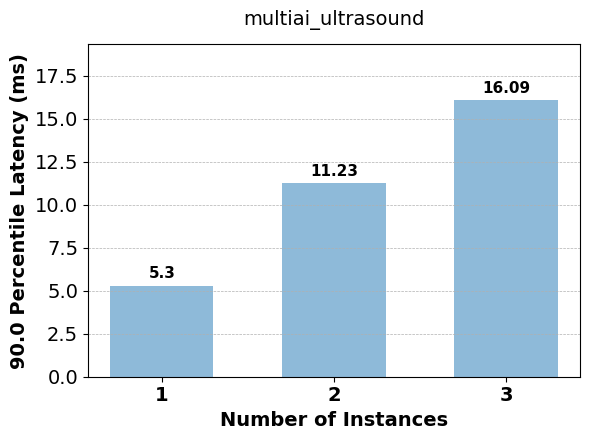 multiai_ultrasound
90.0 Percentile Latency (ms)
17.5
15.0
12.5
10.0
7.5
5.0
2.5
0.0
5.3
11.23
16.09
1 2 3
Number of Instances